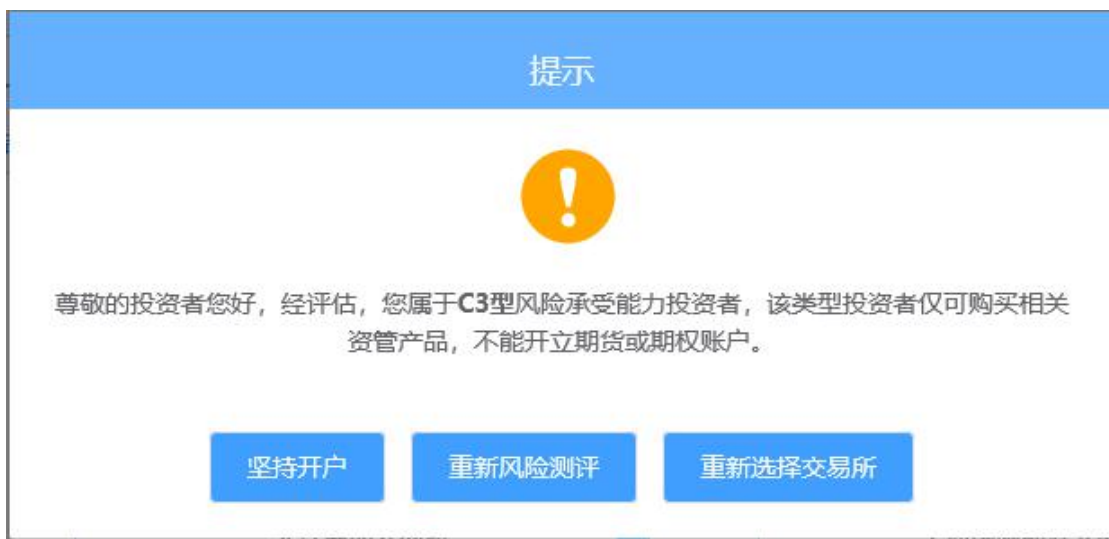 提示
尊敬的投资者您好，经评估，您属于C3型风险承受能力投资者，该类型投资者仅可购买相关
资管产品，不能开立期货或期权账户。
坚持开户 重新风险测评 重新选择交易所